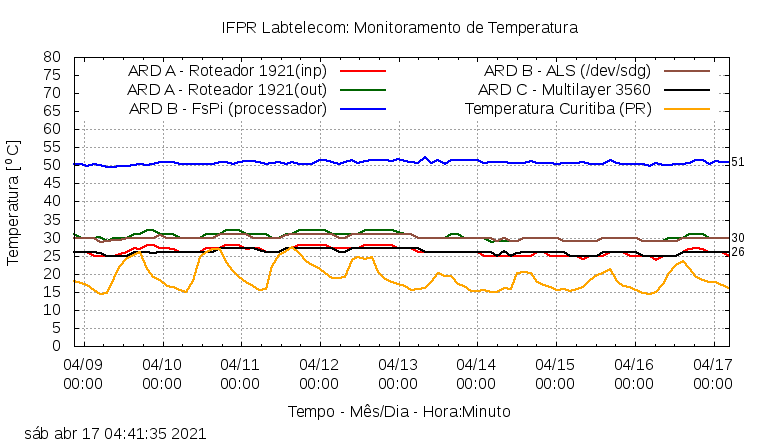 IFPR Labtelecom: Monitoramento de Temperatura
80
75
70
65
60
55
50
45
40
35
30
25
20
15
10
5
0
Temperatura [ºC]
ARD A - Roteador 1921(inp)
ARD A - Roteador 1921(out)
ARD B - FsPi (processador)
ARD B - ALS (/dev/sdg)
ARD C - Multilayer 3560
Temperatura Curitiba (PR)
51
30
26
04/09 04/10 04/11 04/12 04/13 04/14 04/15 04/16 04/17
00:00 00:00 00:00 00:00 00:00 00:00 00:00 00:00 00:00
Tempo - Mês/Dia - Hora:Minuto
sáb abr 17 04:41:35 2021